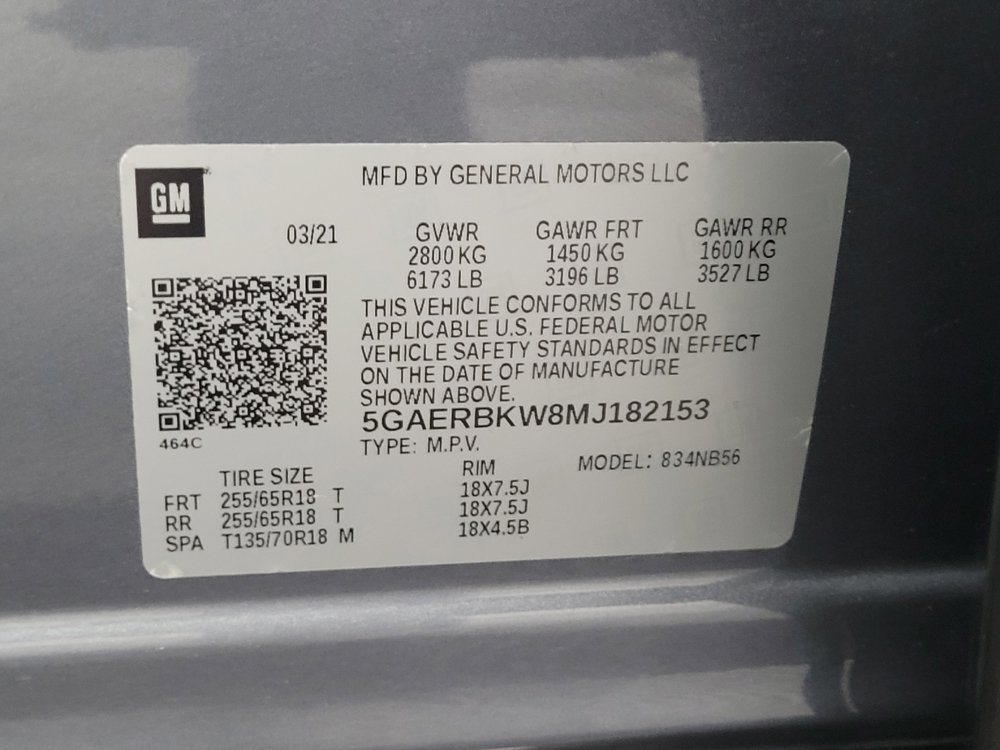 GM
MFD BY GENERAL MOTORS LLC
03/21 GVWR GAWR FRT GAWR RR
2800 KG 1450 KG 1600 KG
6173 LB 3196 LB 3527 LB
THIS VEHICLE CONFORMS TO ALL
APPLICABLE U.S. FEDERAL MOTOR
VEHICLE SAFETY STANDARDS IN EFFECT
ON THE DATE OF MANUFACTURE
SHOWN ABOVE.
5GAERBKW8MJ182153
464C
TYPE: M.P.V. MODEL: 834NB56
TIRE SIZE RIM
FRT 255/65R18 T 18X7.5J
RR 255/65R18 T 18X7.5J
SPA T135/70R18 M 18X4.5B